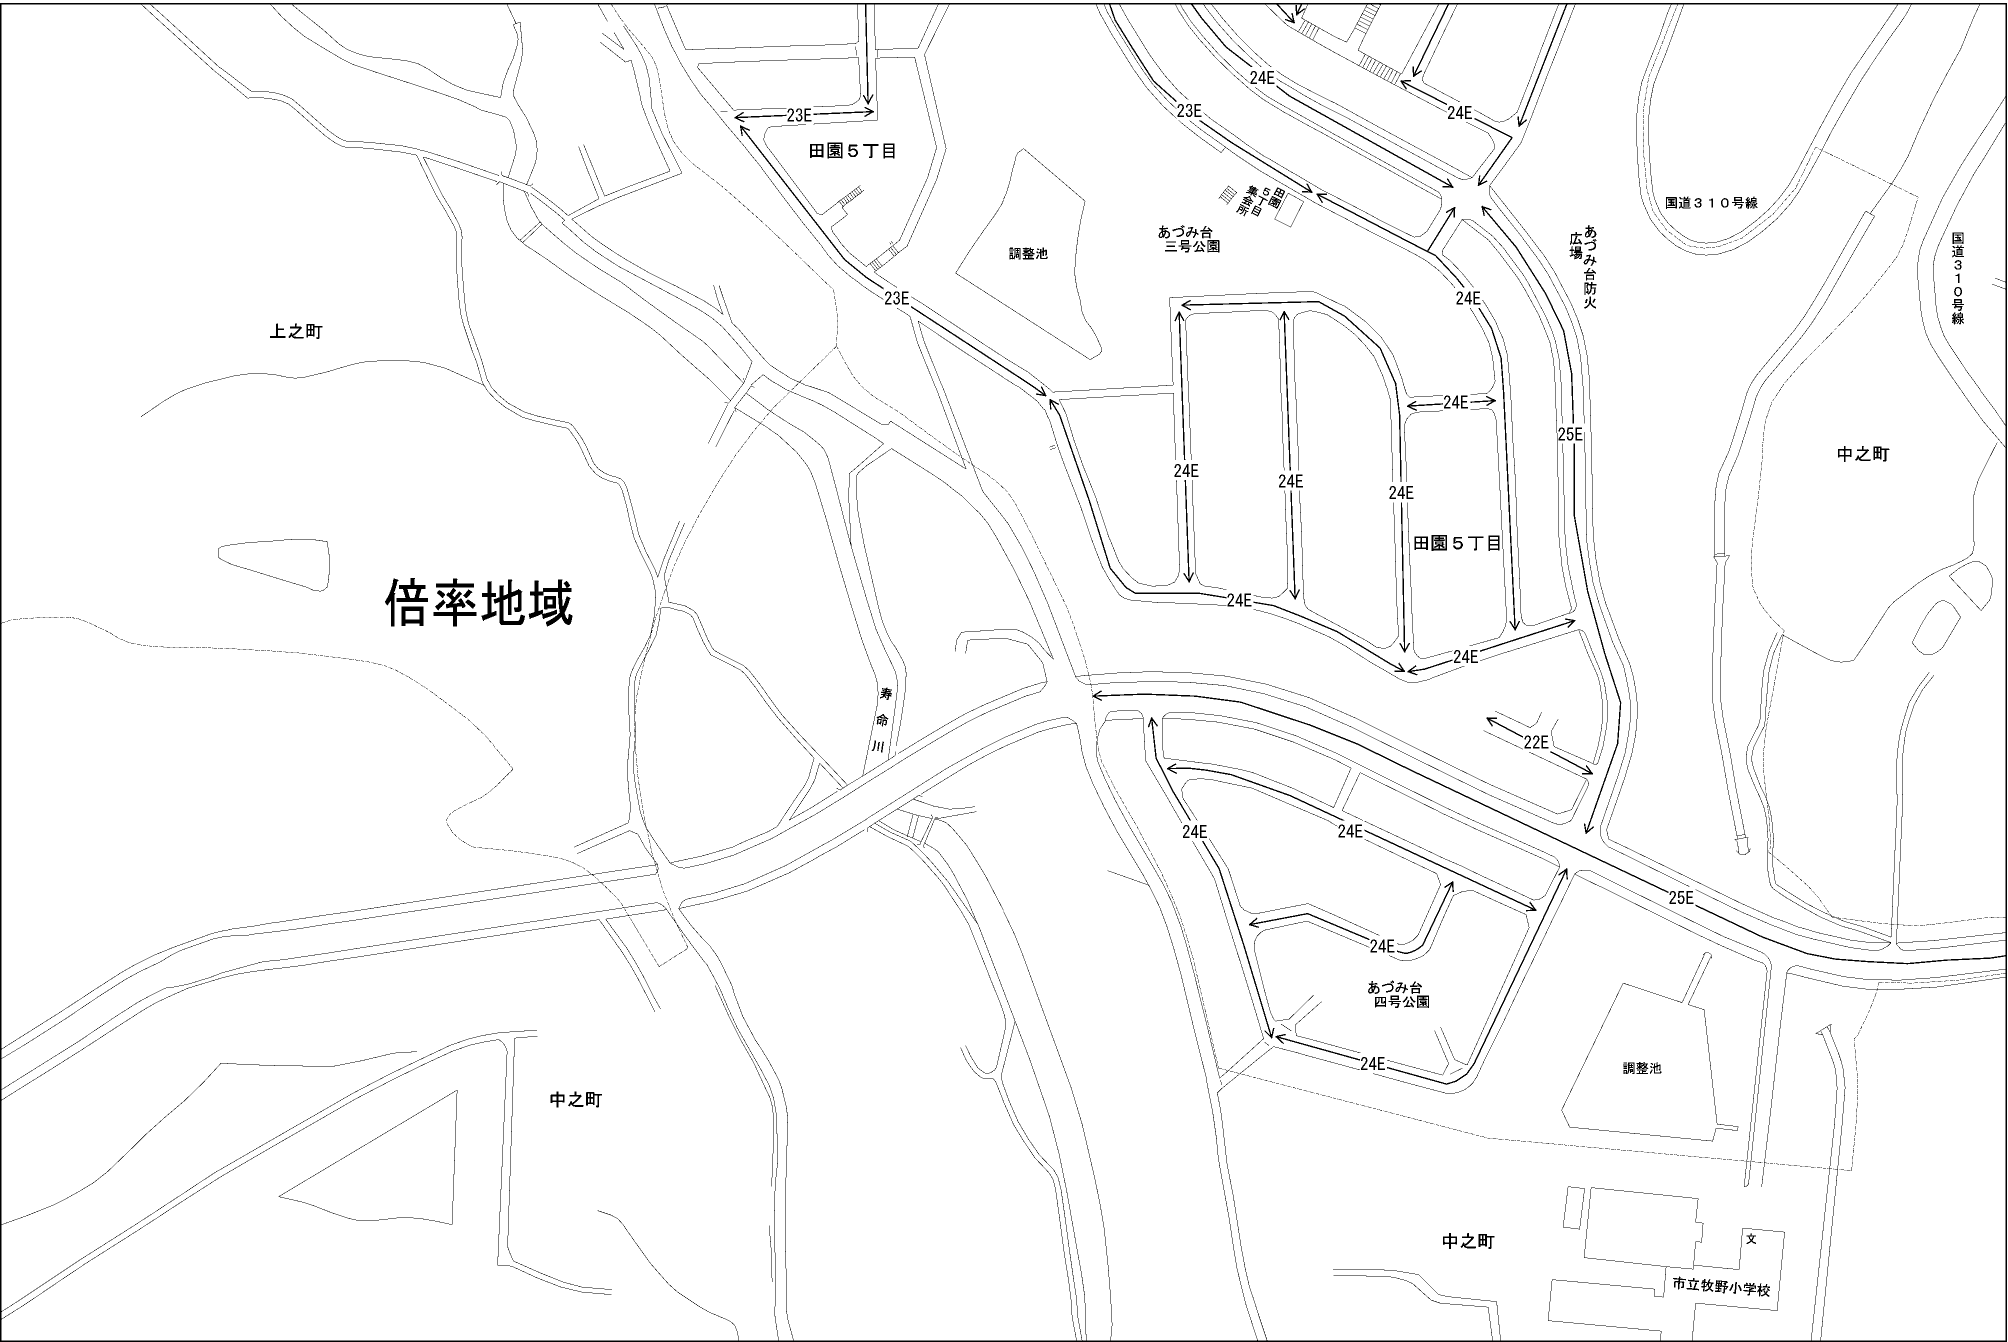 24E
23E
24E
23E
田園５丁目
国道３１０号線
田園
５丁目
集会所
あづみ台
三号公園
あづみ台防火
広場
国道３１０号線
調整池
23E
24E
上之町
24E
25E
中之町
24E
24E
24E
田園５丁目
倍率地域
24E
24E
寿命川
22E
24E
24E
25E
24E
あづみ台
四号公園
24E
調整池
中之町
中之町
文
市立牧野小学校